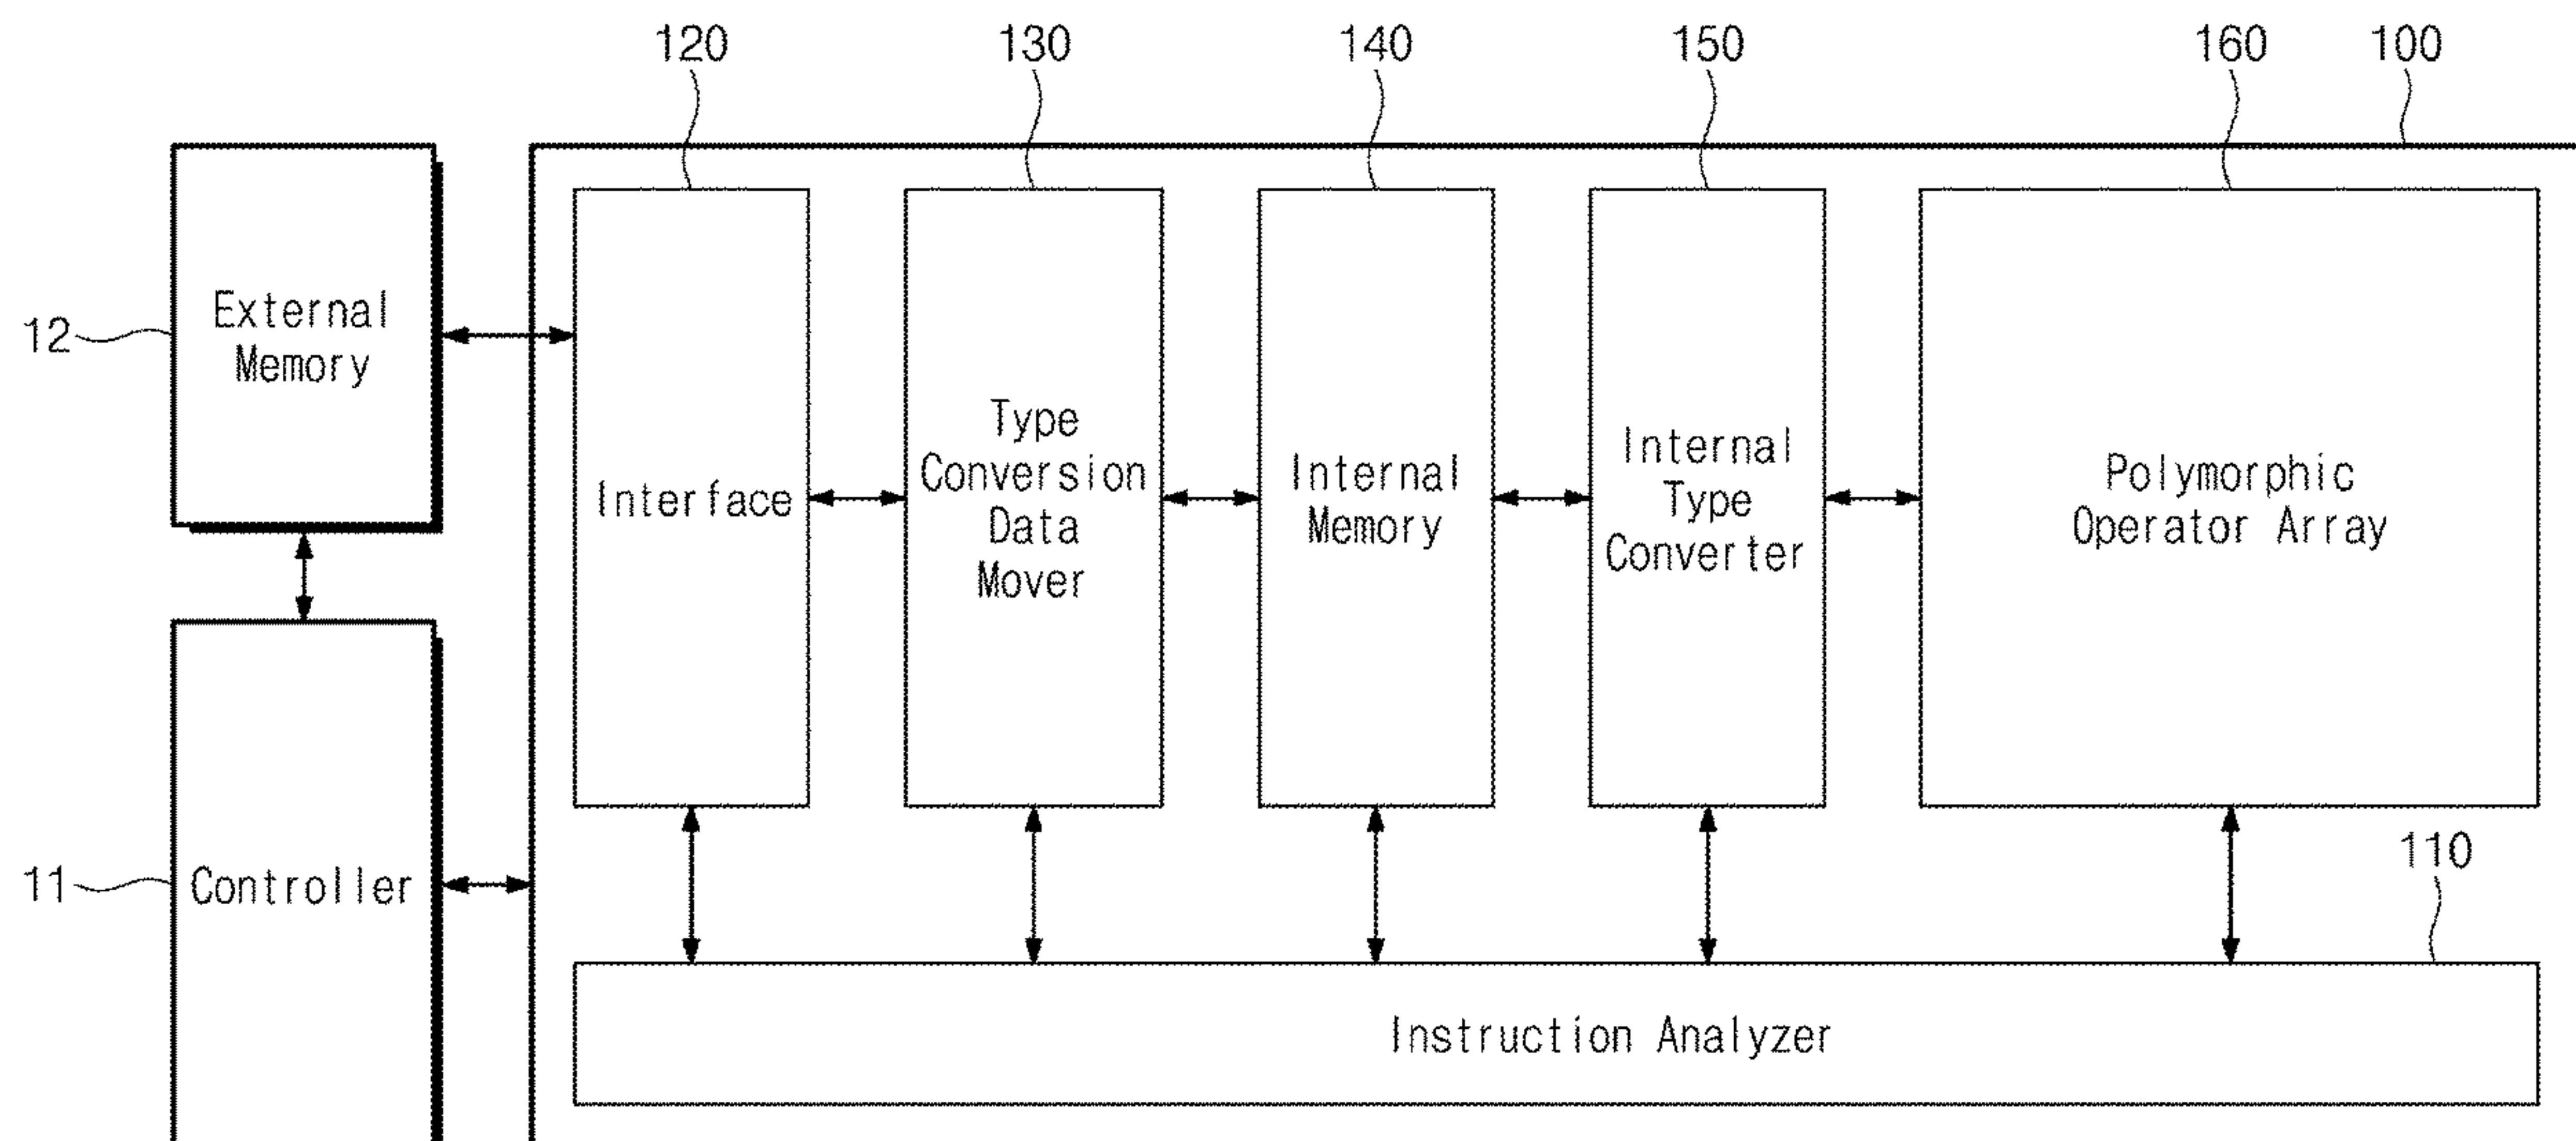 120
130
140
150
160
100
External
Memory
12
Interface
Type
Conversion
Data
Mover
Internal
Memory
Internal
Type
Converter
Polymorphic
Operator Array
11
Controller
110
Instruction Analyzer